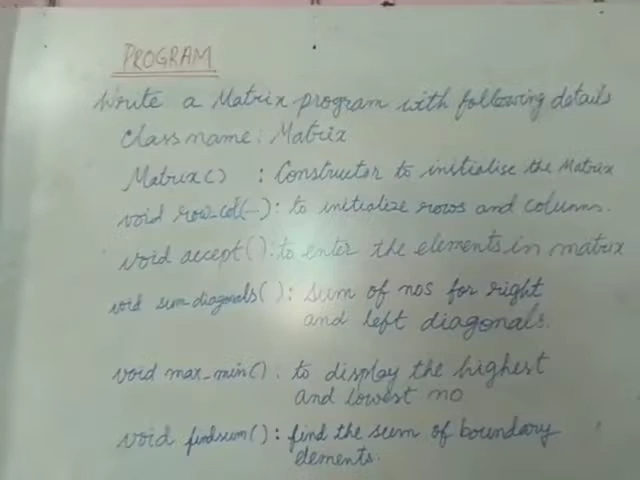 PROGRAM
Write a Matrix program with following details
Class name: Matrix
Matrix() : Constructor to initialise the Matrix
void row_col(—): to initialise rows and columns.
void accept(): to enter the elements in matrix
void sumdiagonals(): Sum of nos for right
and left diagonals.
void max_min(). to display the highest
and lowest no
void findsum(): find the sum of boundary
elements.